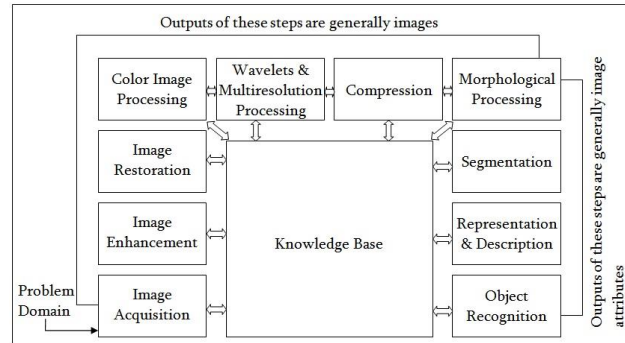 Outputs of these steps are generally images
Color Image
Processing
Wavelets &
Multiresolution
Processing
Compression
Morphological
Processing
Image
Restoration
Segmentation
Image
Enhancement
Knowledge Base
Representation
& Description
Problem
Domain
Image
Acquisition
Object
Recognition
Outputs of these steps are generally image
attributes